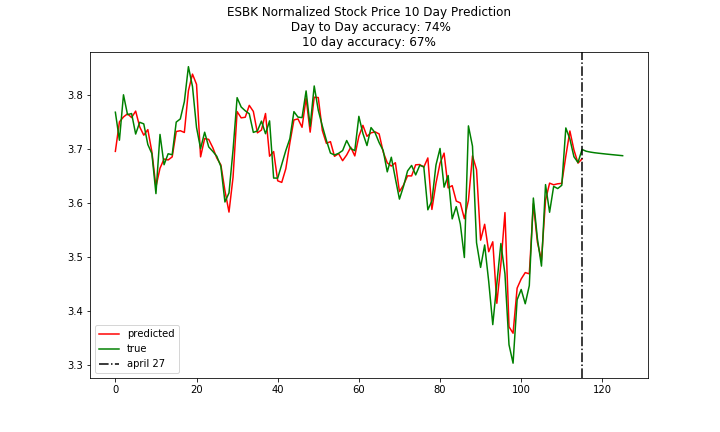 ESBK Normalized Stock Price 10 Day Prediction
Day to Day accuracy: 74%
10 day accuracy: 67%
3.8
3.7
3.6
3.5
3.4
3.3
predicted
true
april 27
0
20
40
60
80
100
120